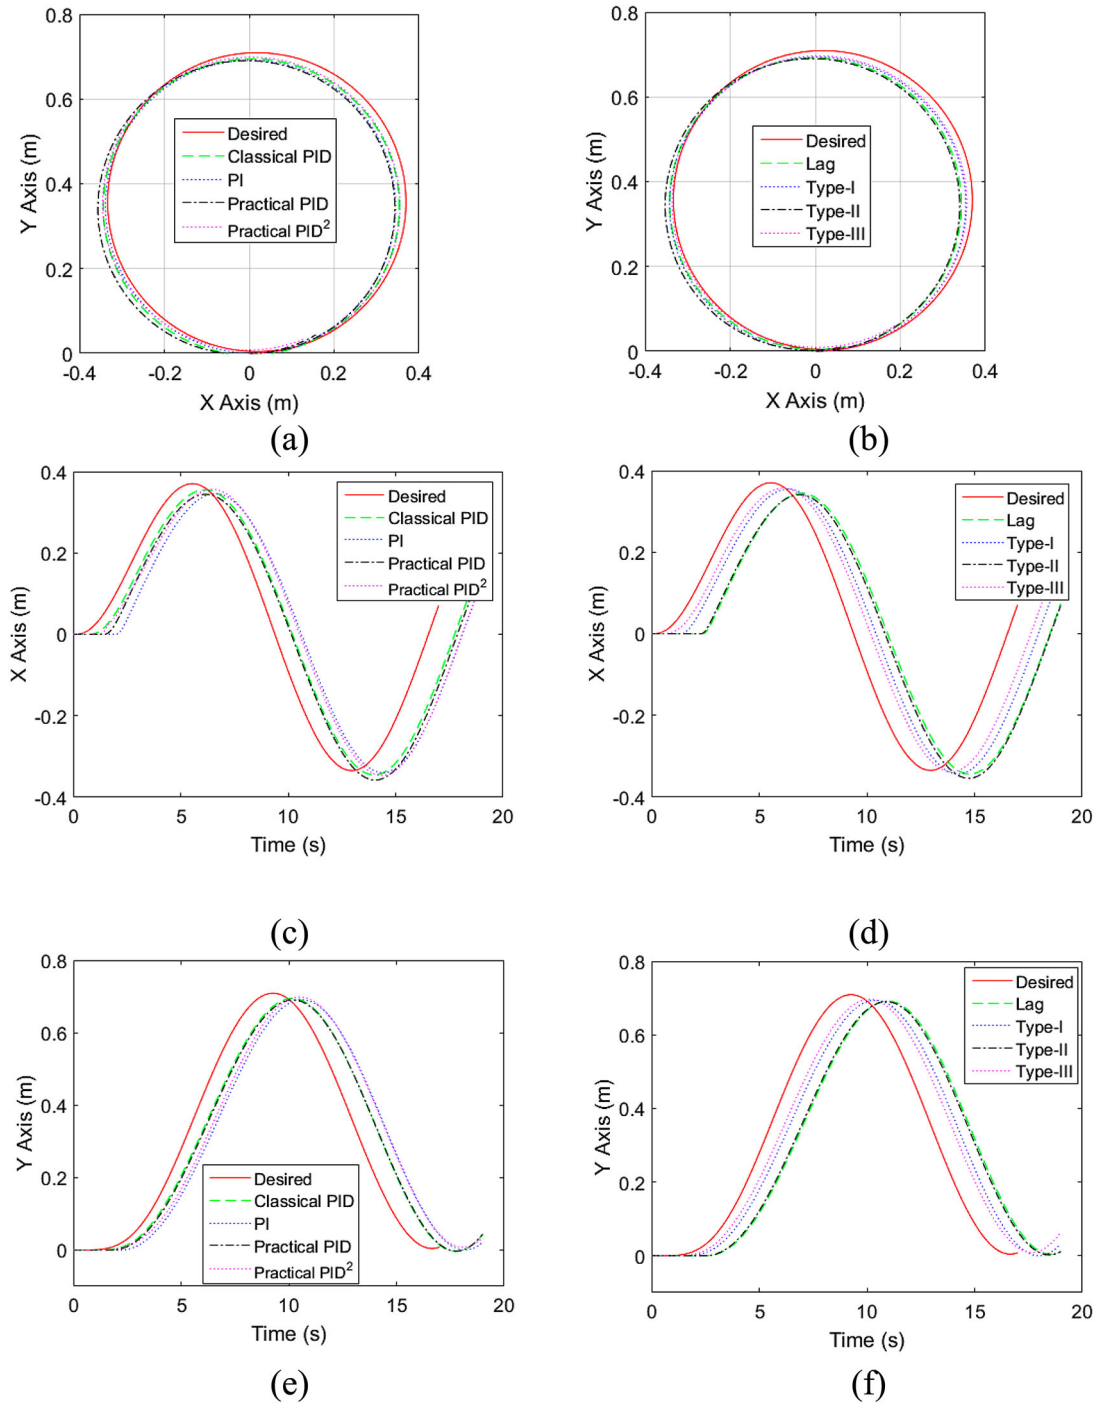 0.8
0.6
0.4
0.2
0
Y Axis (m)
Desired
Classical PID
PI
Practical PID
Practical PID²
-0.4
-0.2
0
0.2
0.4
X Axis (m)
(a)
0.8
0.6
0.4
0.2
0
Y Axis (m)
Desired
Lag
Type-I
Type-II
Type-III
-0.4
-0.2
0
0.2
0.4
X Axis (m)
(b)
0.4
0.2
0
-0.2
-0.4
X Axis (m)
Desired
Classical PID
PI
Practical PID
Practical PID²
0
5
10
15
20
Time (s)
(c)
0.4
0.2
0
-0.2
-0.4
X Axis (m)
Desired
Lag
Type-I
Type-II
Type-III
0
5
10
15
20
Time (s)
(d)
0.8
0.6
0.4
0.2
0
Y Axis (m)
Desired
Classical PID
PI
Practical PID
Practical PID²
0
5
10
15
20
Time (s)
(e)
0.8
0.6
0.4
0.2
0
Y Axis (m)
Desired
Lag
Type-I
Type-II
Type-III
0
5
10
15
20
Time (s)
(f)